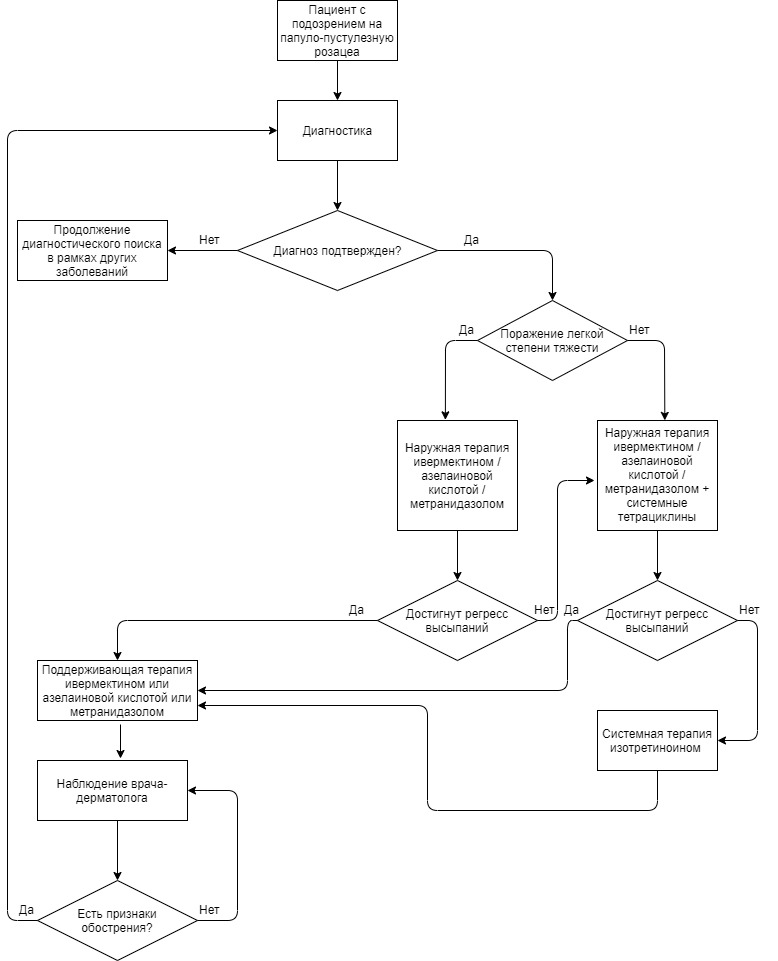 Пациент с
подозрением на
папуло-пустулезную
розацеа
Диагностика
Продолжение
диагностического поиска
в рамках других
заболеваний
Нет
Диагноз подтвержден?
Да
Да
Поражение легкой
степени тяжести
Нет
Наружная терапия
ивермектином /
азелаиновой
кислотой /
метранидазолом
Наружная терапия
ивермектином /
азелаиновой
кислотой /
метранидазолом +
системные
тетрациклины
Да
Достигнут регресс
высыпаний
Нет
Да
Достигнут регресс
высыпаний
Нет
Поддерживающая терапия
ивермектином или
азелаиновой кислотой или
метранидазолом
Системная терапия
изотретиноином
Наблюдение врача-
дерматолога
Да
Есть признаки
обострения?
Нет